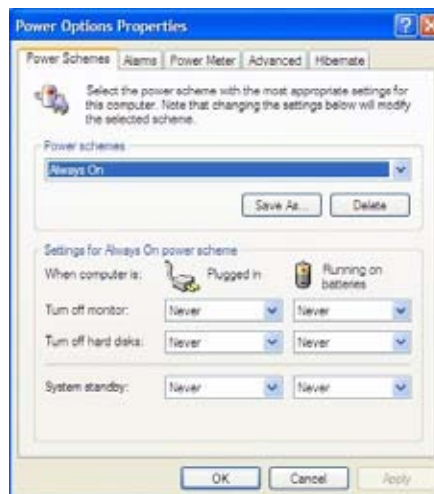 Power Options Properties
Power Schemes Alarms Power Meter Advanced Hibernate
Select the power scheme with the most appropriate settings for
this computer. Note that changing the settings below will modify
the selected scheme.
Power schemes
Always On
Save As... Delete
Settings for Always On power scheme
When computer is: Plugged in Running on
batteries
Turn off monitor: Never Never
Turn off hard disks: Never Never
System standby: Never Never
OK Cancel Apply